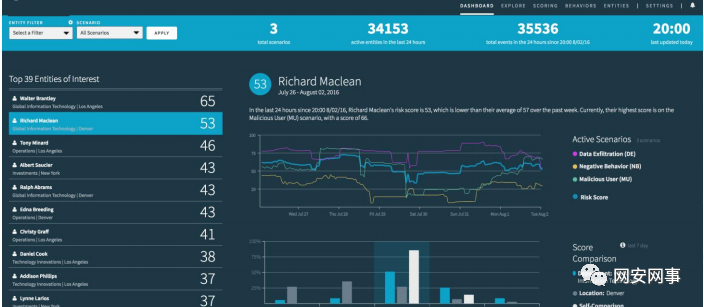 DASHBOARD EXPLORE SCORING BEHAVIORS ENTITIES | SETTINGS |
ENTITY FILTER
Select a Filter
SCENARIO
All Scenarios
APPLY
3
total scenarios
34153
active entities in the last 24 hours
35536
total events in the 24 hours since 20:00 8/02/16
20:00
last updated today
Top 39 Entities of Interest
Walter Brantley
Global Information Technology | Los Angeles
65
Richard Maclean
Global Information Technology | Denver
53
Tony Minard
Operations | Los Angeles
46
Albert Saucier
Investments | New York
43
Ralph Abrams
Global Information Technology | Denver
43
Edna Breeding
Operations | Denver
43
Christy Graff
Operations | Los Angeles
41
Daniel Cook
Technology Innovations | Los Angeles
38
Addison Phillips
Technology Innovations | Los Angeles
37
Lynne Larios
37
53
Richard Maclean
July 26 - August 02, 2016
In the last 24 hours since 20:00 8/02/16, Richard Maclean's risk score is 53, which is lower than their average of 57 over the past week. Currently, their highest score is on the
Malicious User (MU) scenario, with a score of 66.
100
75
50
25
Wed Jul 27
Thu Jul 28
Fri Jul 29
Sat Jul 30
Sun Jul 31
Mon Aug 1
Tue Aug 2
Active Scenarios
3 scenarios
Data Exfiltration (DE)
Negative Behavior (NB)
Malicious User (MU)
Risk Score
100%
75%
50%
25%
Score
Comparison
last 7 day
Location: Denver
Self-Comparison
网安网事